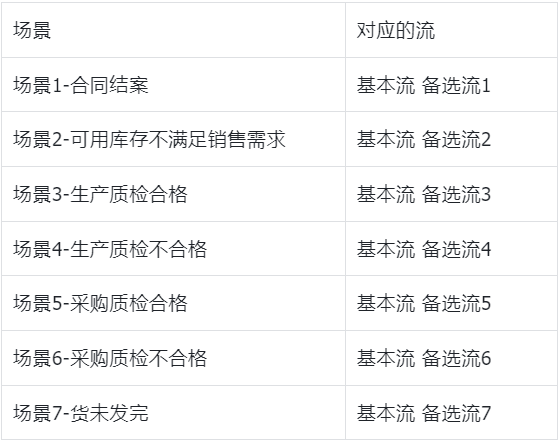 场景 对应的流
场景1-合同结案 基本流 备选流1
场景2-可用库存不满足销售需求 基本流 备选流2
场景3-生产质检合格 基本流 备选流3
场景4-生产质检不合格 基本流 备选流4
场景5-采购质检合格 基本流 备选流5
场景6-采购质检不合格 基本流 备选流6
场景7-货未发完 基本流 备选流7